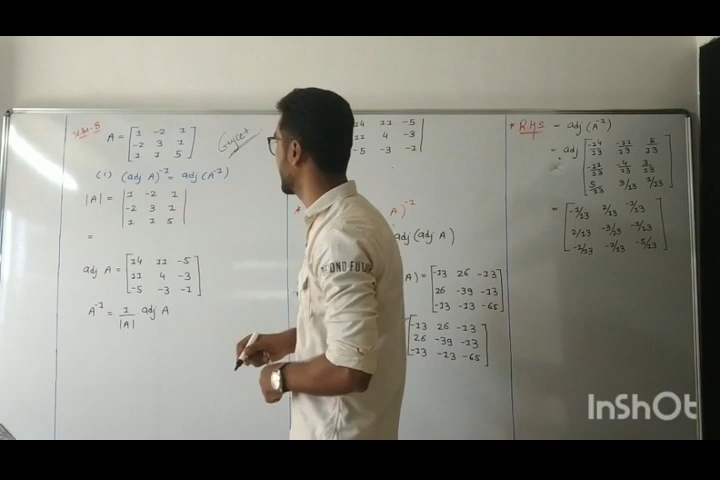 A = [ 1 -2 1
-2 3 1
1 1 5 ]
(1) (adj A)⁻¹ = adj (A⁻¹)
|A| = | 1 -2 1
-2 3 1
1 1 5 |
=
adj A = [ 14 11 -5
11 4 -3
-5 -3 -1 ]
A⁻¹ = 1/|A| adj A
14 11 -5
11 4 -3
-5 -3 -1 |
A)⁻¹
adj (adj A)
A) = [ -13 26 -13
26 -39 -13
-13 -13 -65 ]
[ -13 26 -13
26 -39 -13
-13 -13 -65 ]
* RHS - adj (A⁻¹)
= adj [ -14/13 -11/13 5/13
-11/13 -4/13 3/13
5/13 3/13 1/13 ]
= [ -1/13 2/13 -1/13
2/13 -3/13 -1/13
-1/13 -1/13 -5/13 ]
COND FUTU
InShOt